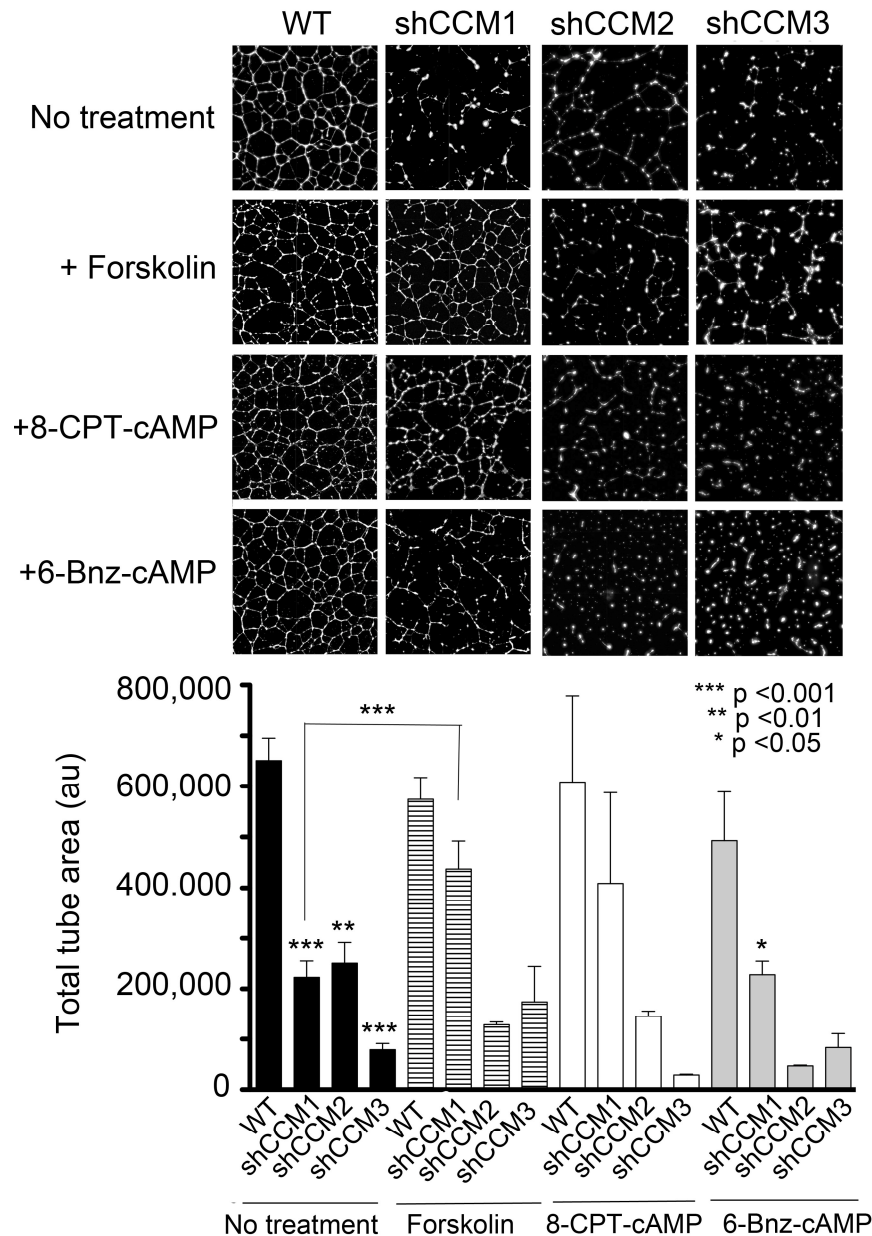 WT shCCM1 shCCM2 shCCM3
No treatment
+ Forskolin
+8-CPT-cAMP
+6-Bnz-cAMP
800,000
600,000
400.000
200,000
0
Total tube area (au)
*** p <0.001
** p <0.01
* p <0.05
***
***
**
***
*
WT shCCM1 shCCM2 shCCM3 WT shCCM1 shCCM2 shCCM3 WT shCCM1 shCCM2 shCCM3 WT shCCM1 shCCM2 shCCM3
No treatment Forskolin 8-CPT-cAMP 6-Bnz-cAMP